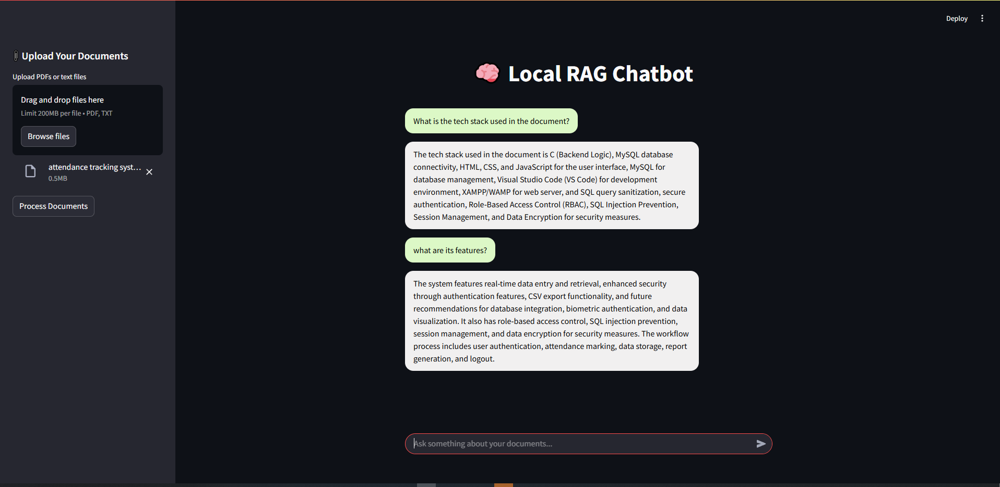 Deploy
Upload Your Documents
Upload PDFs or text files
Drag and drop files here
Limit 200MB per file • PDF, TXT
Browse files
attendance tracking syst...
0.5MB
Process Documents
Local RAG Chatbot
What is the tech stack used in the document?
The tech stack used in the document is C (Backend Logic), MySQL database
connectivity, HTML, CSS, and JavaScript for the user interface, MySQL for
database management, Visual Studio Code (VS Code) for development
environment, XAMPP/WAMP for web server, and SQL query sanitization, secure
authentication, Role-Based Access Control (RBAC), SQL Injection Prevention,
Session Management, and Data Encryption for security measures.
what are its features?
The system features real-time data entry and retrieval, enhanced security
through authentication features, CSV export functionality, and future
recommendations for database integration, biometric authentication, and data
visualization. It also has role-based access control, SQL injection prevention,
session management, and data encryption for security measures. The workflow
process includes user authentication, attendance marking, data storage, report
generation, and logout.
Ask something about your documents...